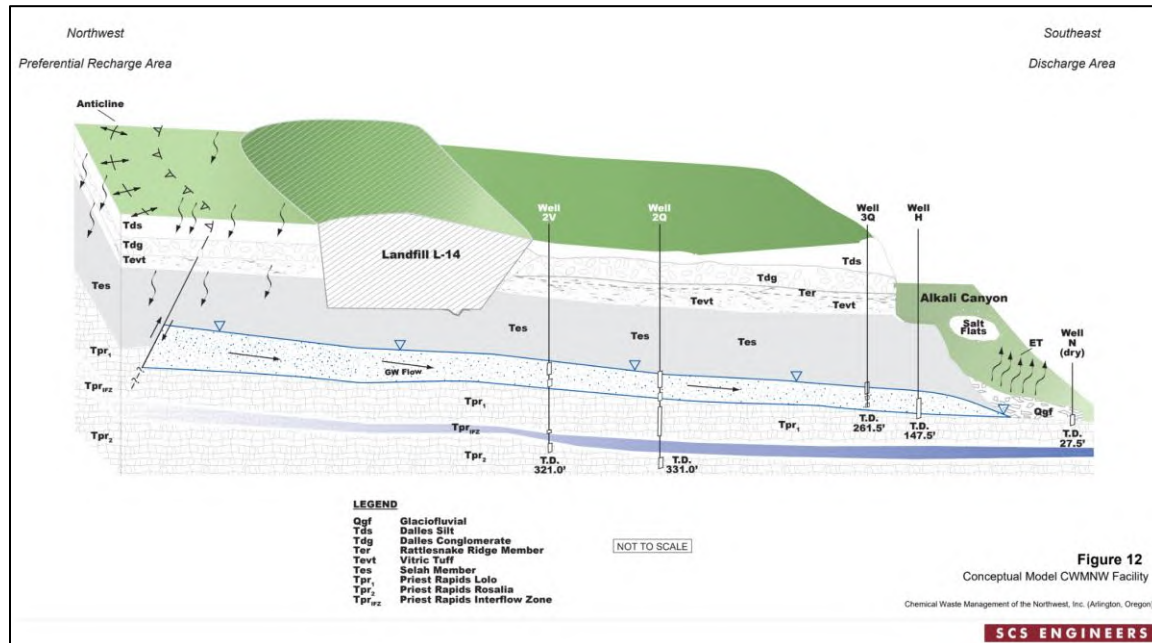 Northwest
Southeast
Preferential Recharge Area
Discharge Area
Anticline
Well
2V
Well
2Q
Well
3Q
Well
H
Tds
Tdg
Tevt
Tes
Landfill L-14
Tds
Tdg
Ter
Tevt
Tevt
Tes
Tes
Tes
Alkali Canyon
Salt
Flats
ET
Well
N
(dry)
Tpr1
TprIFZ
Tpr2
GW Flow
Tpr1
Tpr1
TprIFZ
Tpr2
Qgf
T.D.
321.0'
T.D.
331.0'
T.D.
261.5'
T.D.
147.5'
T.D.
27.5'
-?-?-
LEGEND
Qgf Glaciofluvial
Tds Dalles Silt
Tdg Dalles Conglomerate
Ter Rattlesnake Ridge Member
Tevt Vitric Tuff
Tes Selah Member
Tpr1 Priest Rapids Lolo
Tpr2 Priest Rapids Rosalia
TprIFZ Priest Rapids Interflow Zone
NOT TO SCALE
Figure 12
Conceptual Model CWMNW Facility
Chemical Waste Management of the Northwest, Inc. (Arlington, Oregon)
SCS ENGINEERS